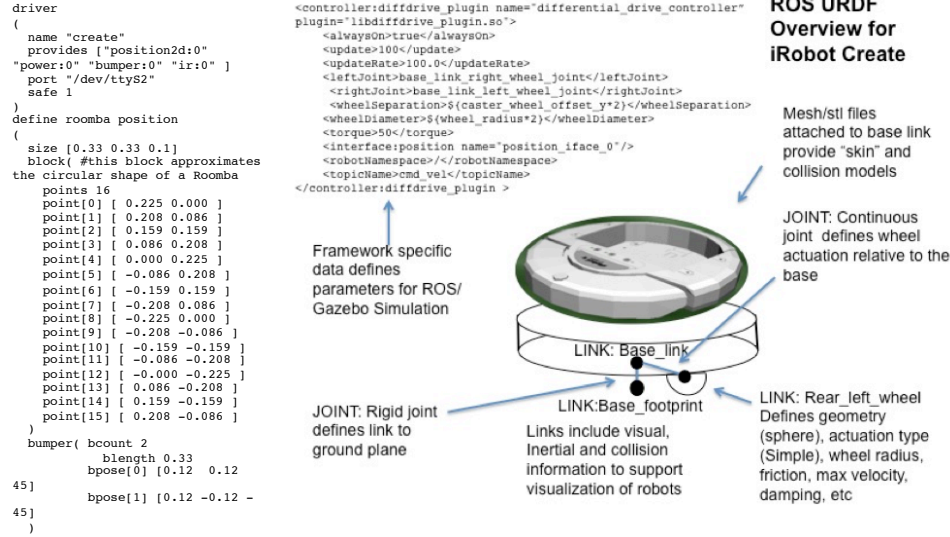 driver
(
name "create"
provides ["position2d:0"
"power:0" "bumper:0" "ir:0" ]
port "/dev/ttyS2"
safe 1
)
define roomba position
(
size [0.33 0.33 0.1]
block( #this block approximates
the circular shape of a Roomba
points 16
point[0] [ 0.225 0.000 ]
point[1] [ 0.208 0.086 ]
point[2] [ 0.159 0.159 ]
point[3] [ 0.086 0.208 ]
point[4] [ 0.000 0.225 ]
point[5] [ -0.086 0.208 ]
point[6] [ -0.159 0.159 ]
point[7] [ -0.208 0.086 ]
point[8] [ -0.225 0.000 ]
point[9] [ -0.208 -0.086 ]
point[10] [ -0.159 -0.159 ]
point[11] [ -0.086 -0.208 ]
point[12] [ -0.000 -0.225 ]
point[13] [ 0.086 -0.208 ]
point[14] [ 0.159 -0.159 ]
point[15] [ 0.208 -0.086 ]
)
bumper( bcount 2
blength 0.33
bpose[0] [0.12 0.12
45]
bpose[1] [0.12 -0.12 -
45]
)
<controller:diffdrive_plugin name="differential_drive_controller"
plugin="libdiffdrive_plugin.so">
<alwaysOn>true</alwaysOn>
<update>100</update>
<updateRate>100.0</updateRate>
<leftJoint>base_link_right_wheel_joint</leftJoint>
<rightJoint>base_link_left_wheel_joint</rightJoint>
<wheelSeparation>${caster_wheel_offset_y*2}</wheelSeparation>
<wheelDiameter>${wheel_radius*2}</wheelDiameter>
<torque>50</torque>
<interface:position name="position_iface_0"/>
<robotNamespace>/</robotNamespace>
<topicName>cmd_vel</topicName>
</controller:diffdrive_plugin >
ROS URDF
Overview for
iRobot Create
Mesh/stl files
attached to base link
provide "skin" and
collision models
JOINT: Continuous
joint defines wheel
actuation relative to the
base
Framework specific
data defines
parameters for ROS/
Gazebo Simulation
LINK: Base_link
LINK:Base_footprint
JOINT: Rigid joint
defines link to
ground plane
Links include visual,
Inertial and collision
information to support
visualization of robots
LINK: Rear_left_wheel
Defines geometry
(sphere), actuation type
(Simple), wheel radius,
friction, max velocity,
damping, etc